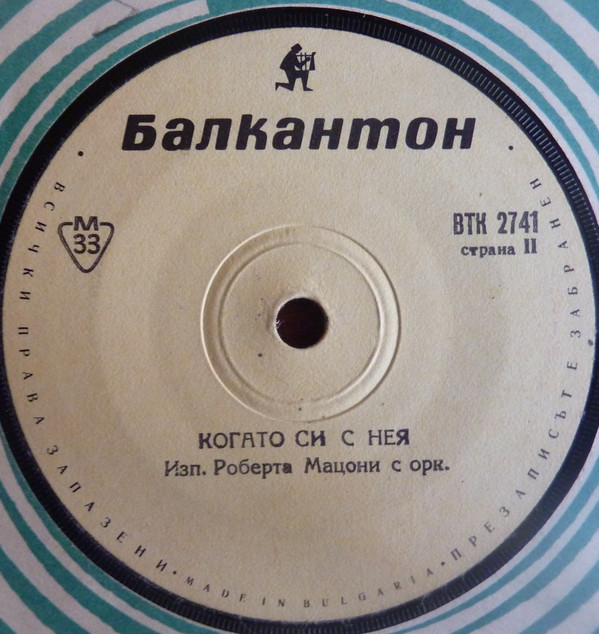 Балкантон
М
33
ВТК 2741
страна II
КОГАТО СИ С НЕЯ
Изп. Роберта Мацони с орк.
ВСИЧКИ ПРАВА ЗАПАЗЕНИ • MADE IN BULGARIA • ПРЕЗАПИСЪТ Е ЗАБРАНЕН